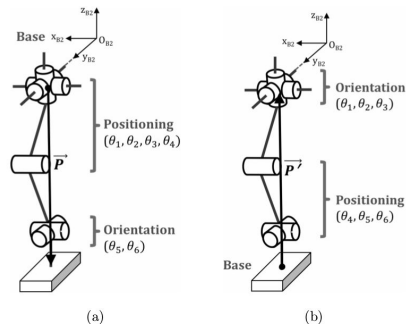 z_B2
Base
x_B2
O_B2
y_B2
Positioning
(θ₁, θ₂, θ₃, θ₄)
P⃗
Orientation
(θ₅, θ₆)
(a)
z_B2
x_B2
O_B2
y_B2
Orientation
(θ₁, θ₂, θ₃)
P⃗′
Positioning
(θ₄, θ₅, θ₆)
Base
(b)